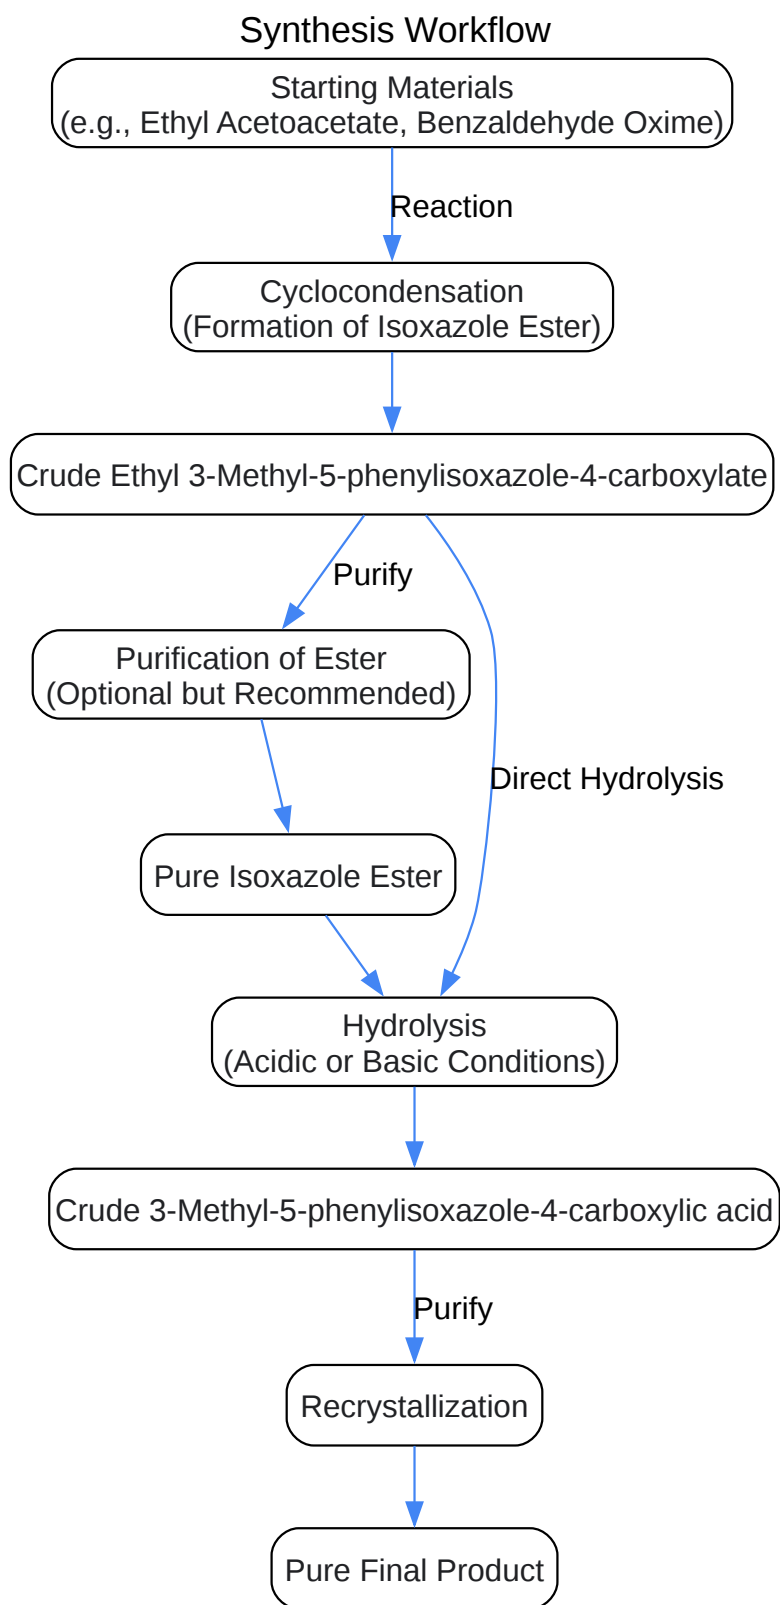 Synthesis Workflow
Starting Materials
(e.g., Ethyl Acetoacetate, Benzaldehyde Oxime)
Reaction
Cyclocondensation
(Formation of Isoxazole Ester)
Crude Ethyl 3-Methyl-5-phenylisoxazole-4-carboxylate
Purify
Purification of Ester
(Optional but Recommended)
Direct Hydrolysis
Pure Isoxazole Ester
Hydrolysis
(Acidic or Basic Conditions)
Crude 3-Methyl-5-phenylisoxazole-4-carboxylic acid
Purify
Recrystallization
Pure Final Product